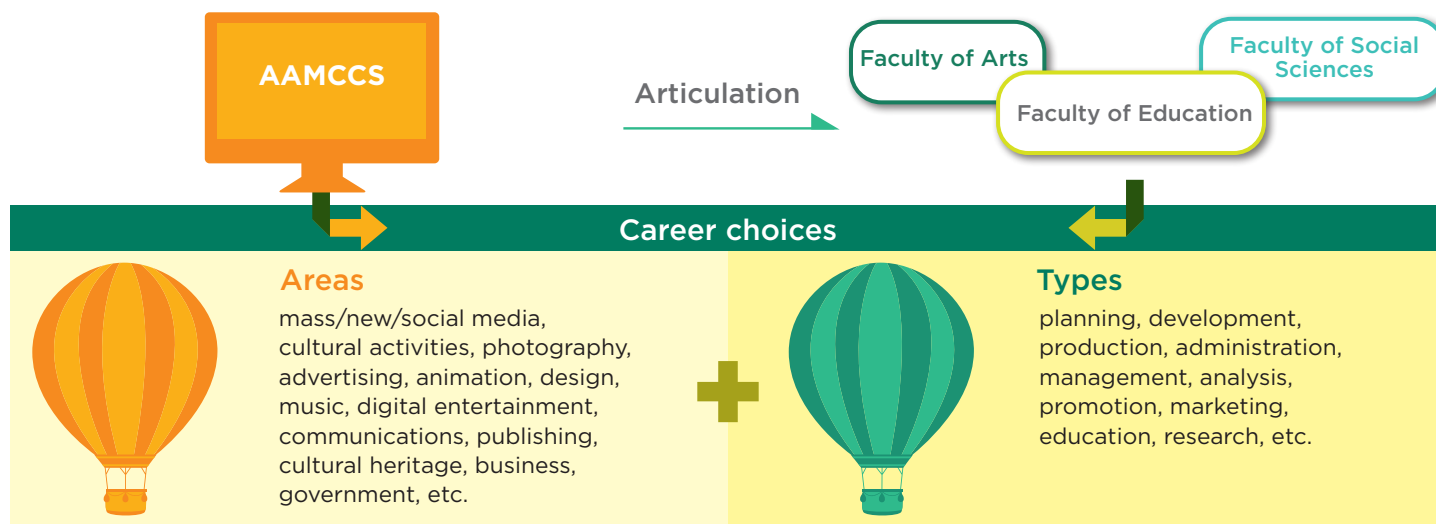 AAMCCS
Articulation
Faculty of Arts
Faculty of Education
Faculty of Social
Sciences
Career choices
Areas
mass/new/social media,
cultural activities, photography,
advertising, animation, design,
music, digital entertainment,
communications, publishing,
cultural heritage, business,
government, etc.
Types
planning, development,
production, administration,
management, analysis,
promotion, marketing,
education, research, etc.